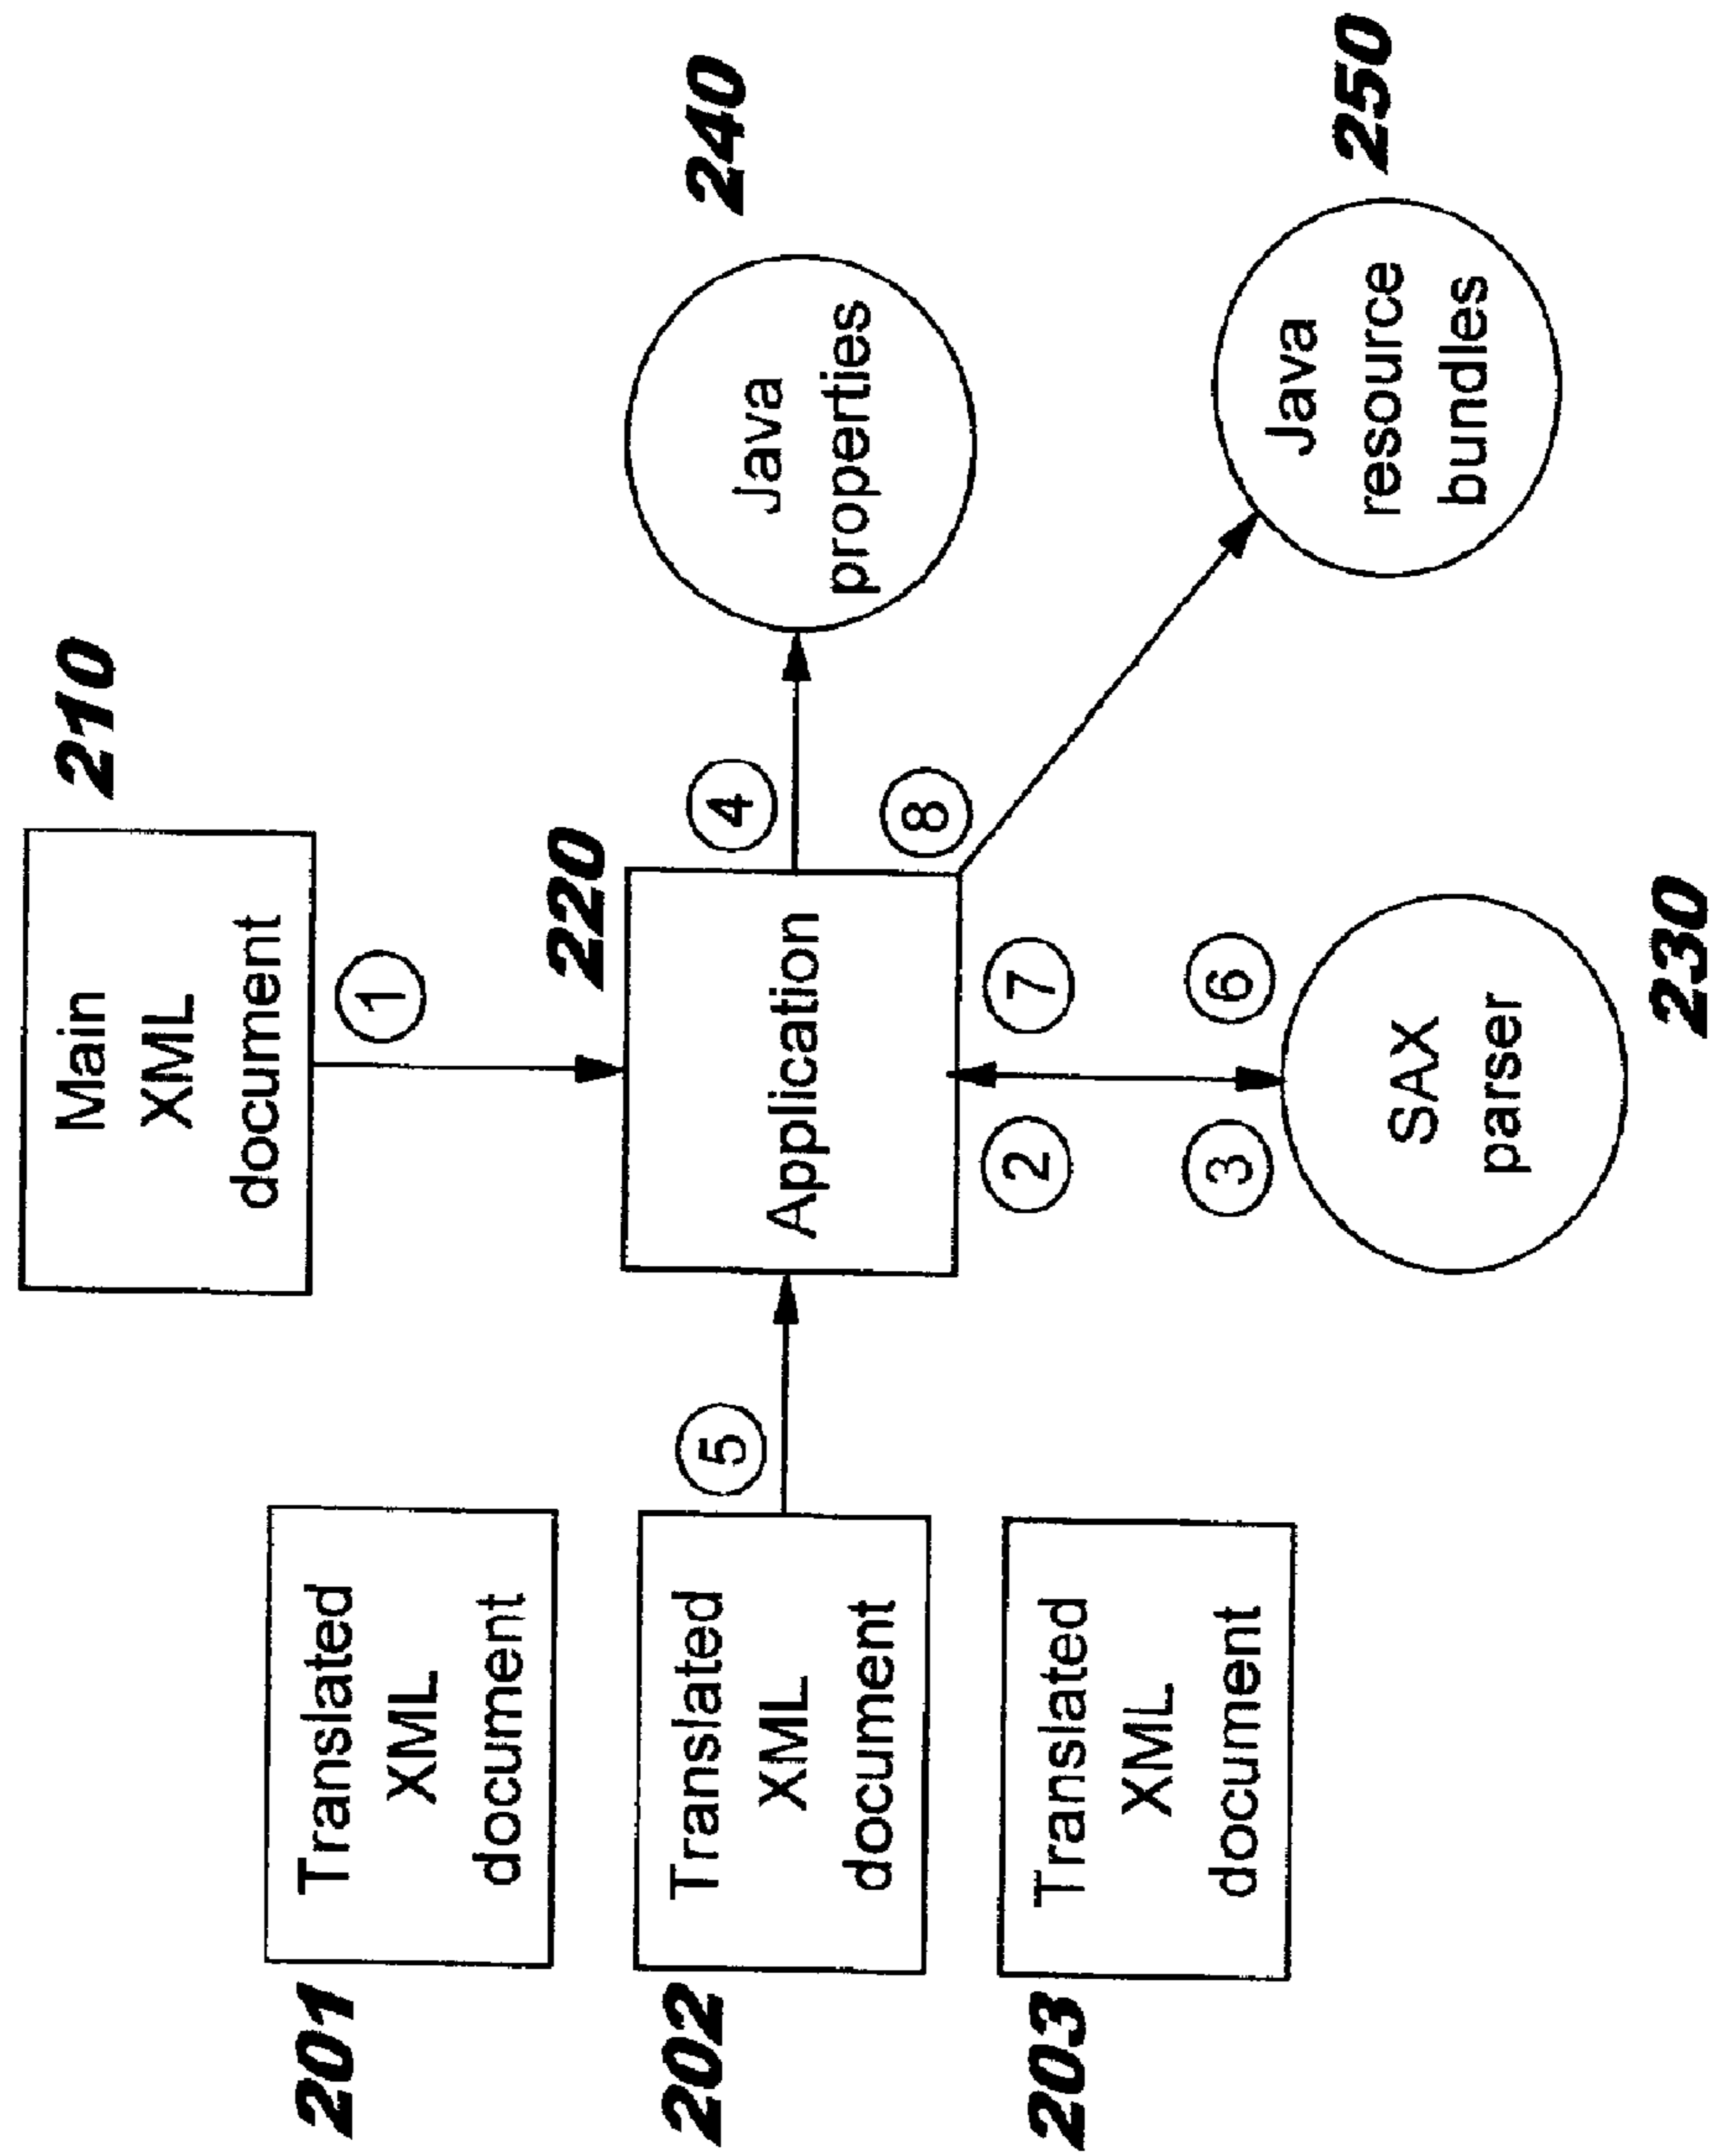 210
Main
XML
document
1
220
Application
240
Java
properties
4
8
250
Java
resource
bundles
7
6
2
3
SAX
parser
230
5
201
Translated
XML
document
202
Translated
XML
document
203
Translated
XML
document